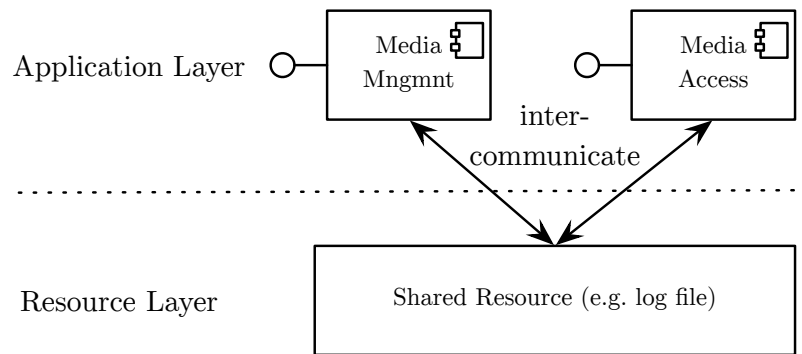 Application Layer
Media
Mngmnt
Media
Access
inter-
communicate
Resource Layer
Shared Resource (e.g. log file)